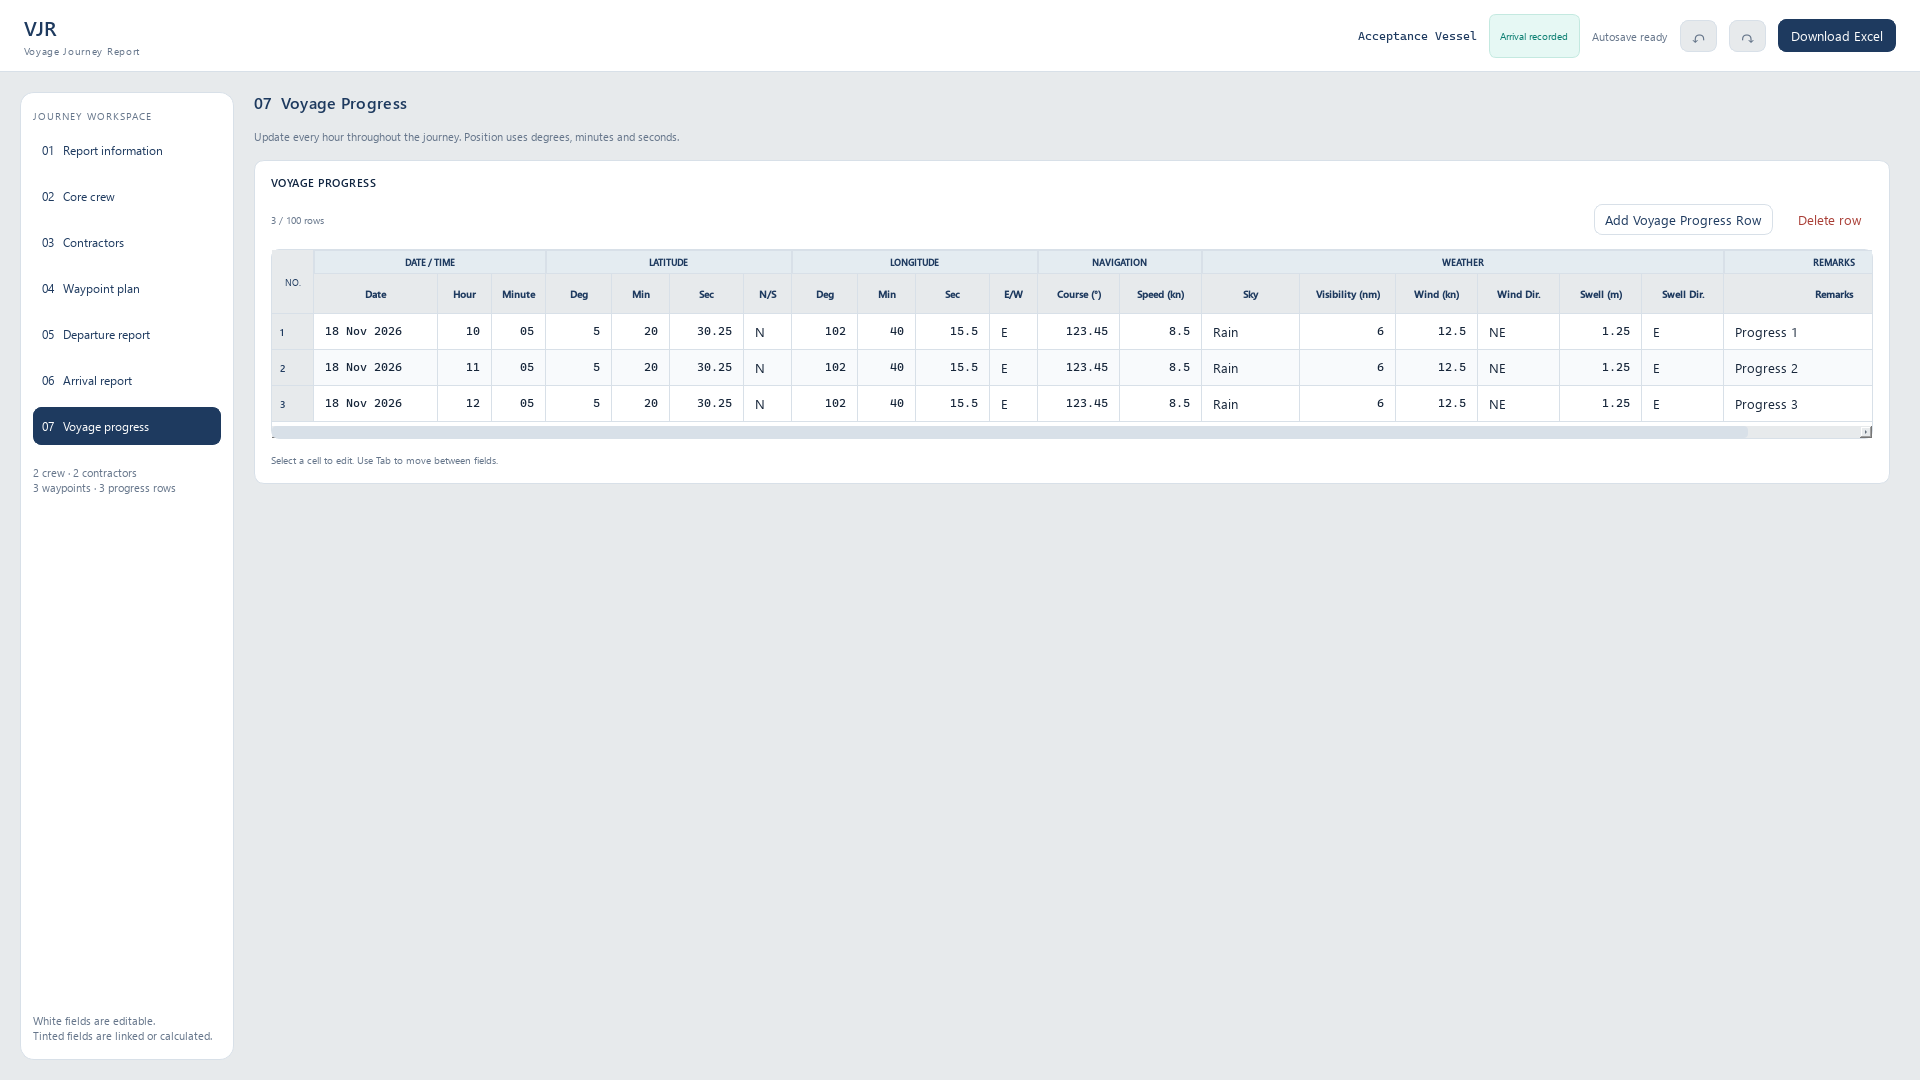 VJR
Voyage Journey Report
Acceptance Vessel
Arrival recorded
Autosave ready
Download Excel
JOURNEY WORKSPACE
01 Report information
02 Core crew
03 Contractors
04 Waypoint plan
05 Departure report
06 Arrival report
07 Voyage progress
2 crew · 2 contractors
3 waypoints · 3 progress rows
White fields are editable.
Tinted fields are linked or calculated.
07 Voyage Progress
Update every hour throughout the journey. Position uses degrees, minutes and seconds.
VOYAGE PROGRESS
3 / 100 rows
Add Voyage Progress Row
Delete row
NO. DATE / TIME LATITUDE LONGITUDE NAVIGATION WEATHER REMARKS
Date Hour Minute Deg Min Sec N/S Deg Min Sec E/W Course (°) Speed (kn) Sky Visibility (nm) Wind (kn) Wind Dir. Swell (m) Swell Dir. Remarks
1 18 Nov 2026 10 05 5 20 30.25 N 102 40 15.5 E 123.45 8.5 Rain 6 12.5 NE 1.25 E Progress 1
2 18 Nov 2026 11 05 5 20 30.25 N 102 40 15.5 E 123.45 8.5 Rain 6 12.5 NE 1.25 E Progress 2
3 18 Nov 2026 12 05 5 20 30.25 N 102 40 15.5 E 123.45 8.5 Rain 6 12.5 NE 1.25 E Progress 3
Select a cell to edit. Use Tab to move between fields.